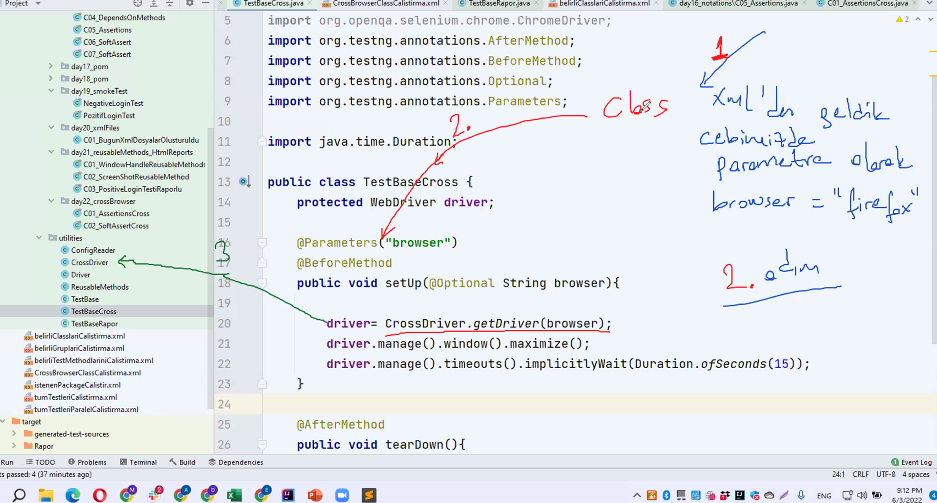 Project
TestBaseCross.java
CrossBrowserClassCalistirma.xml
TestBaseRapor.java
belirliClasslariCalistirma.xml
day16_notations\C05_Assertions.java
C01_AssertionsCross.java
C04_DependsOnMethods
C05_Assertions
C06_SoftAssert
C07_SoftAssert
day17_pom
day18_pom
day19_smokeTest
NegativeLoginTest
PozitifLoginTest
day20_xmlFiles
C01_BugunXmlDosyalarOlusturuldu
day21_reusableMethods_HtmlReports
C01_WindowHandleReusableMethod
C02_ScreenShotReusableMethod
C03_PositiveLoginTestRaporlu
day22_crossBrowser
C01_AssertionsCross
C02_SoftAssertCross
utilities
ConfigReader
CrossDriver
Driver
ReusableMethods
TestBase
TestBaseCross
TestBaseRapor
belirliClasslariCalistirma.xml
belirliGruplariCalistirma.xml
belirliTestMethodlariniCalistirma.xml
CrossBrowserClassCalistirma.xml
istenenPackageCalistir.xml
tumTestleriCalistirma.xml
tumTestleriParalelCalistirma.xml
target
generated-test-sources
Rapor
5 import org.openqa.selenium.chrome.ChromeDriver;
6 import org.testng.annotations.AfterMethod;
7 import org.testng.annotations.BeforeMethod;
8 import org.testng.annotations.Optional;
9 import org.testng.annotations.Parameters;
10
11 import java.time.Duration;
12
13 public class TestBaseCross {
14 protected WebDriver driver;
15
16 @Parameters("browser")
17 @BeforeMethod
18 public void setUp(@Optional String browser){
19
20 driver= CrossDriver.getDriver(browser);
21 driver.manage().window().maximize();
22 driver.manage().timeouts().implicitlyWait(Duration.ofSeconds(15));
23 }
24
25 @AfterMethod
26 public void tearDown(){
2
1
xml'den geldik
cebimizde
parametre olarak
browser = "firefox"
2.
Class
2. adım
3
Run
TODO
Problems
Terminal
Build
Dependencies
Event Log
ts passed: 4 (37 minutes ago)
24:1
CRLF
UTF-8
4 spaces
ENG
9:12 PM
6/3/2022